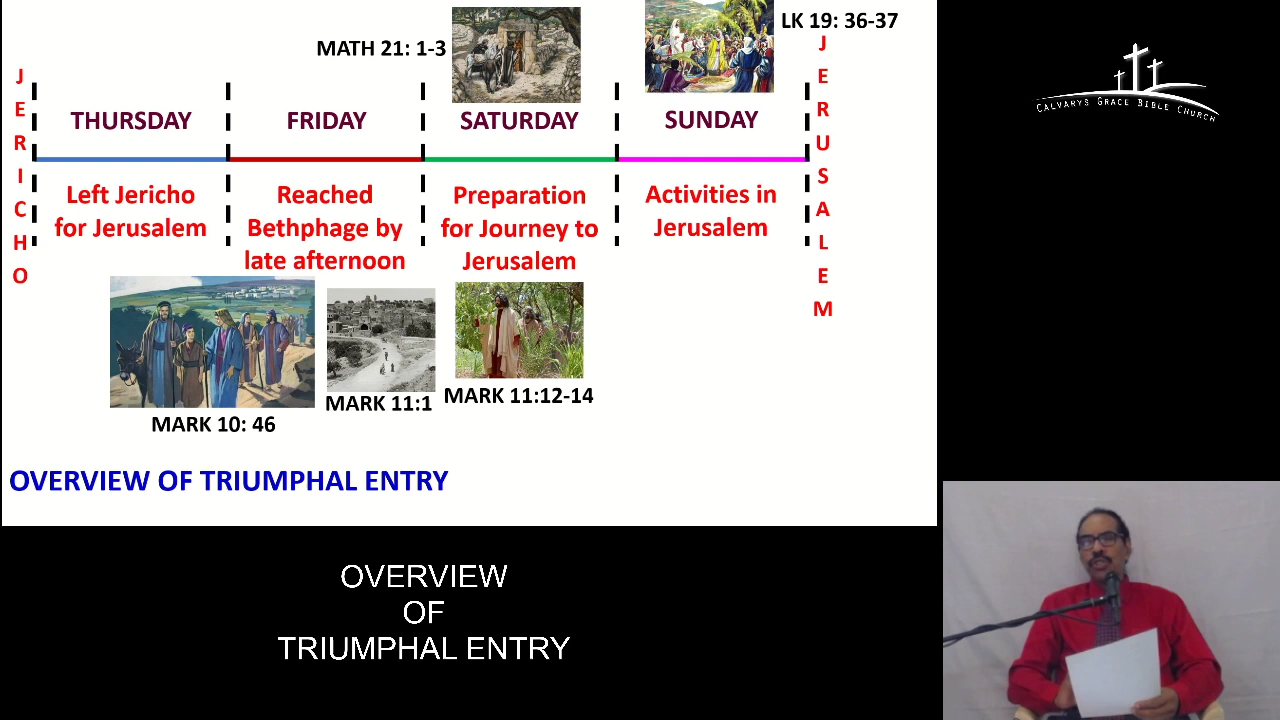 MATH 21: 1-3
LK 19: 36-37
JERICHO
THURSDAY
FRIDAY
SATURDAY
SUNDAY
JERUSALEM
Left Jericho
for Jerusalem
Reached
Bethphage by
late afternoon
Preparation
for Journey to
Jerusalem
Activities in
Jerusalem
MARK 10: 46
MARK 11:1
MARK 11:12-14
OVERVIEW OF TRIUMPHAL ENTRY
CALVARYS GRACE BIBLE CHURCH
OVERVIEW
OF
TRIUMPHAL ENTRY